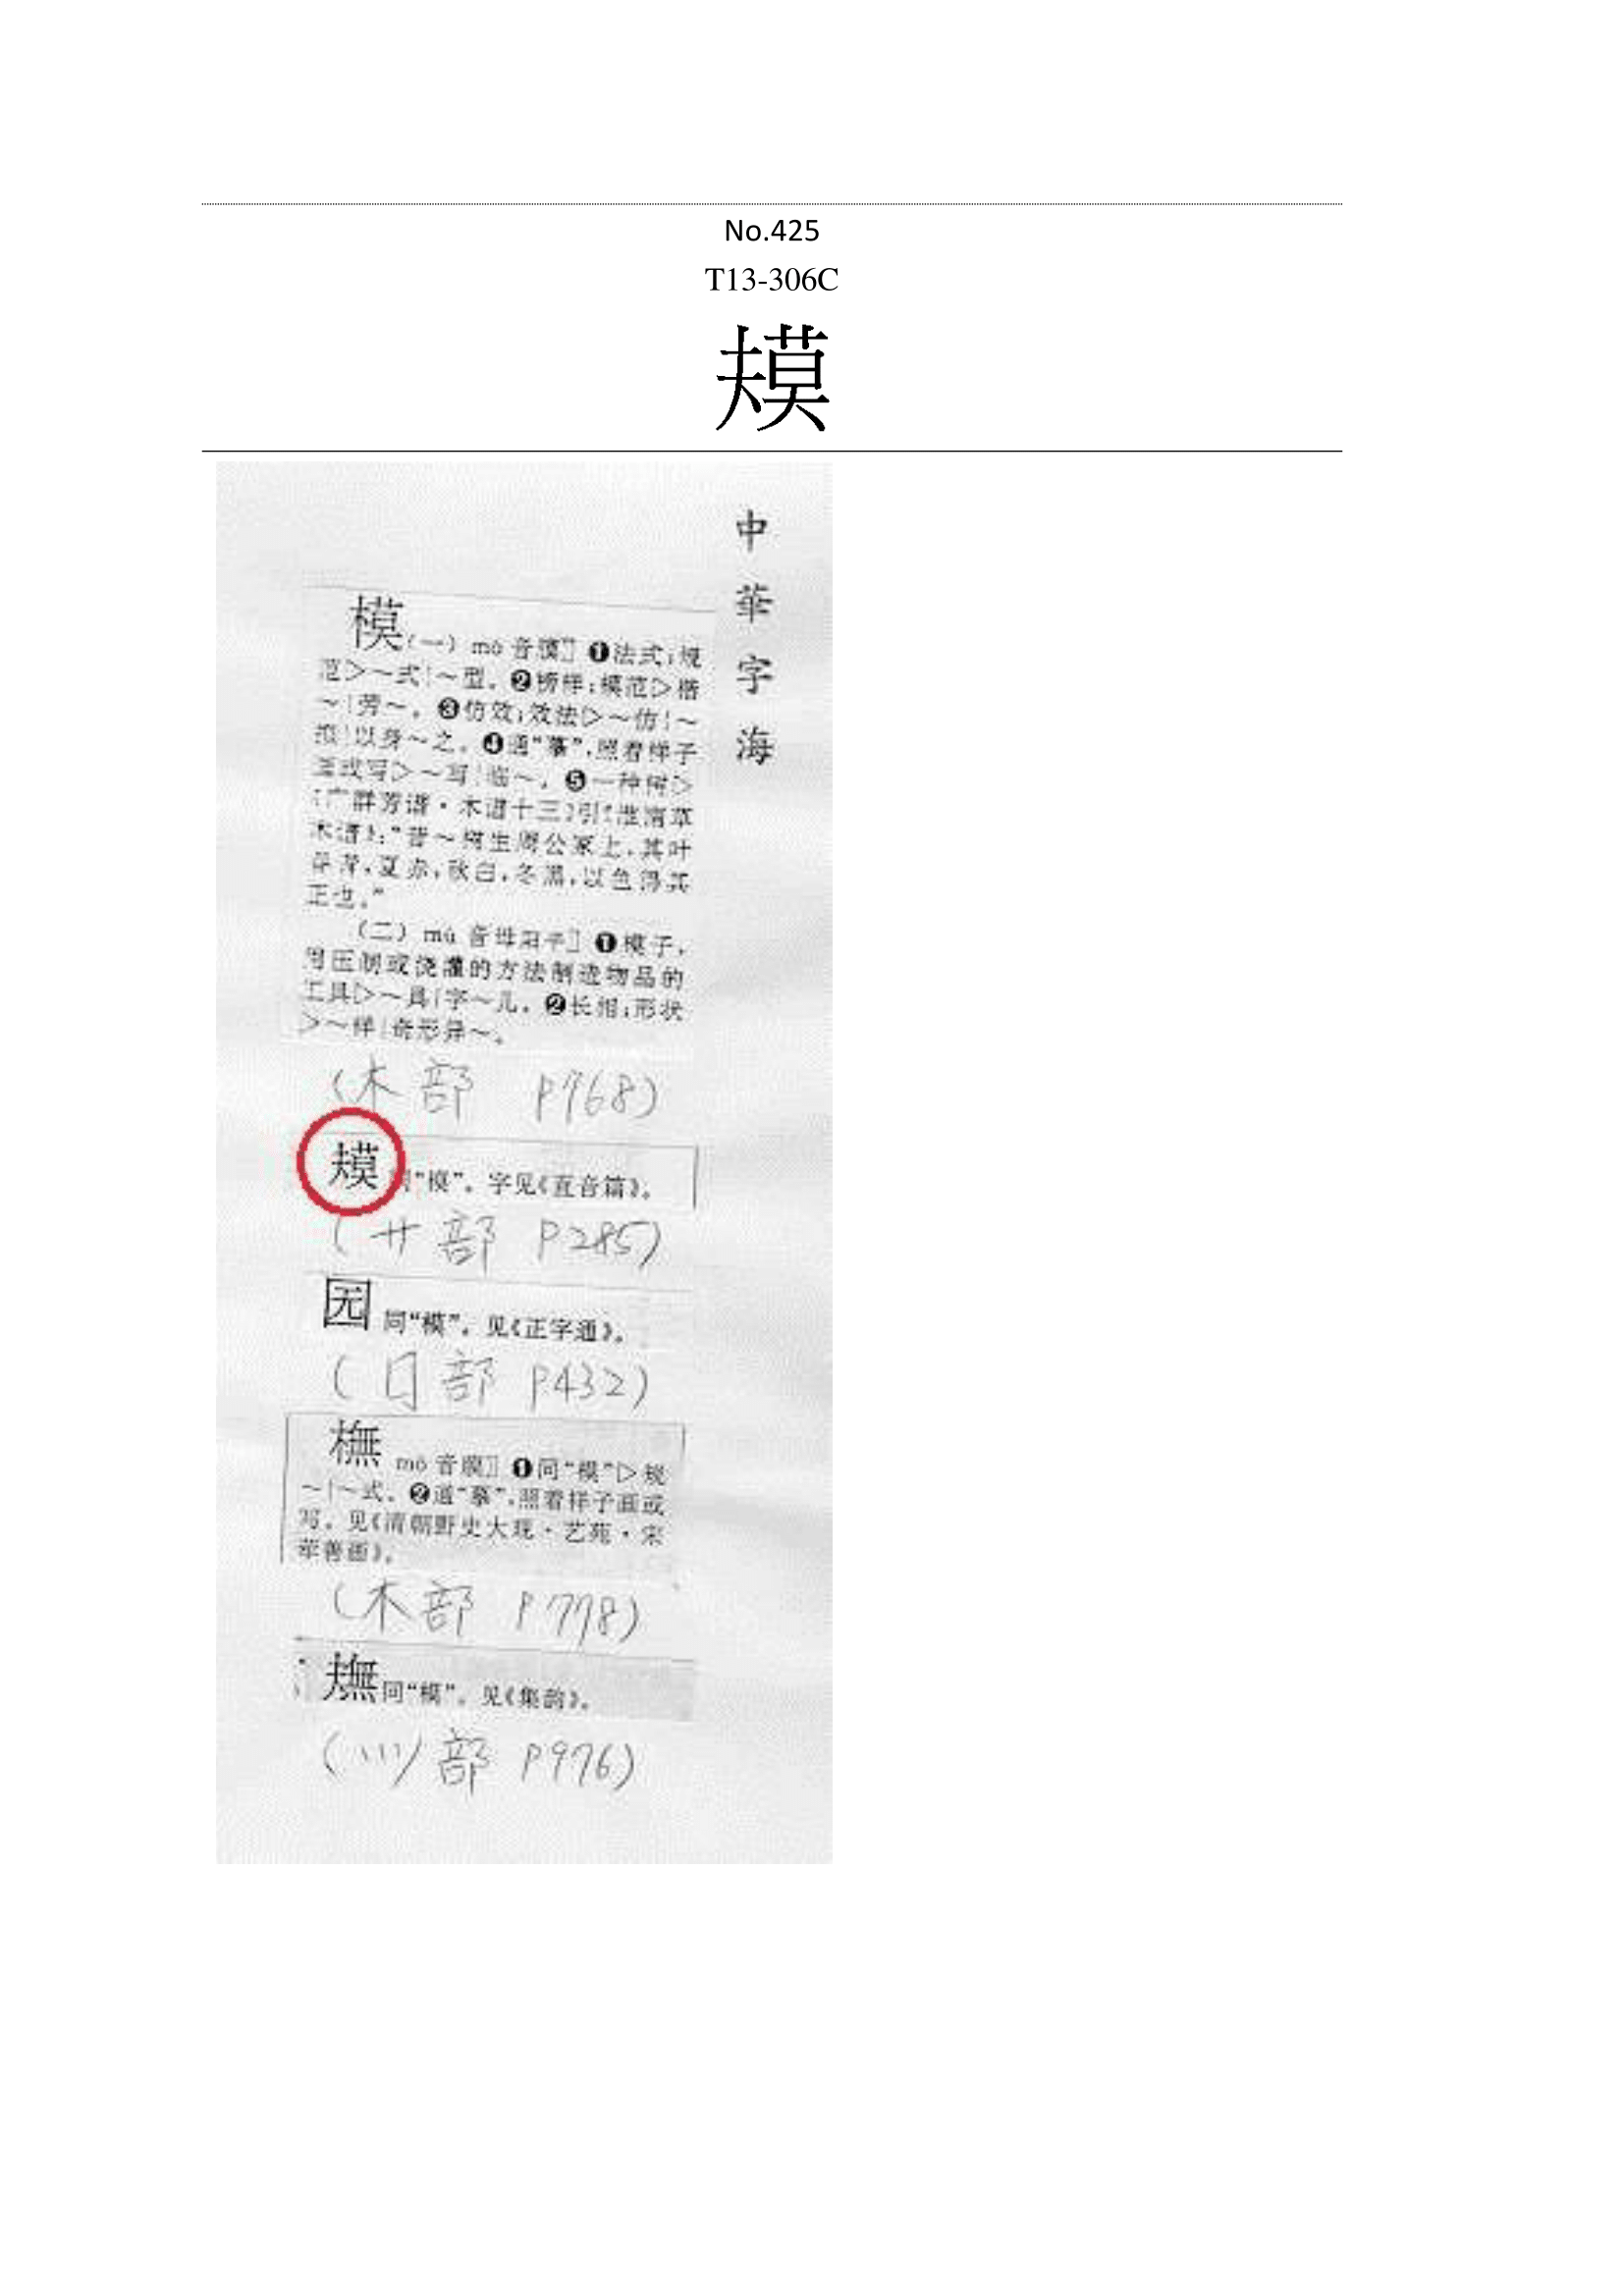 No.425
T13-306C
⿰夫莫
中華字海
模(一) mó 音膜〗❶法式;规
范▷～式|～型。❷榜样;模范▷楷
～|劳～。❸仿效;效法▷～仿|～
拟|以身～之。❹通“摹”,照着样子
画或写▷～写|临～。❺一种树▷
《广群芳谱·木谱十三》引《淮南草
木谱》:“昔～树生周公冢上,其叶
春青,夏赤,秋白,冬黑,以色得其
正也。”
(二) mú 音母阳平〗❶模子,
用压制或浇灌的方法制造物品的
工具▷～具|字～儿。❷长相;形状
▷～样|奇形异～。
(木部 P768)
⿰夫莫 同“模”。字见《直音篇》。
(艹部 P285)
同“模”。见《正字通》。
部 P432)
橅 mó 音膜〗❶同“模”▷规
～|～式。❷通“摹”,照着样子画或
写。见《清朝野史大观·艺苑·宋
苹善画》。
(木部 P778)
⿰夫無同“模”。见《集韵》。
(灬部 P976)